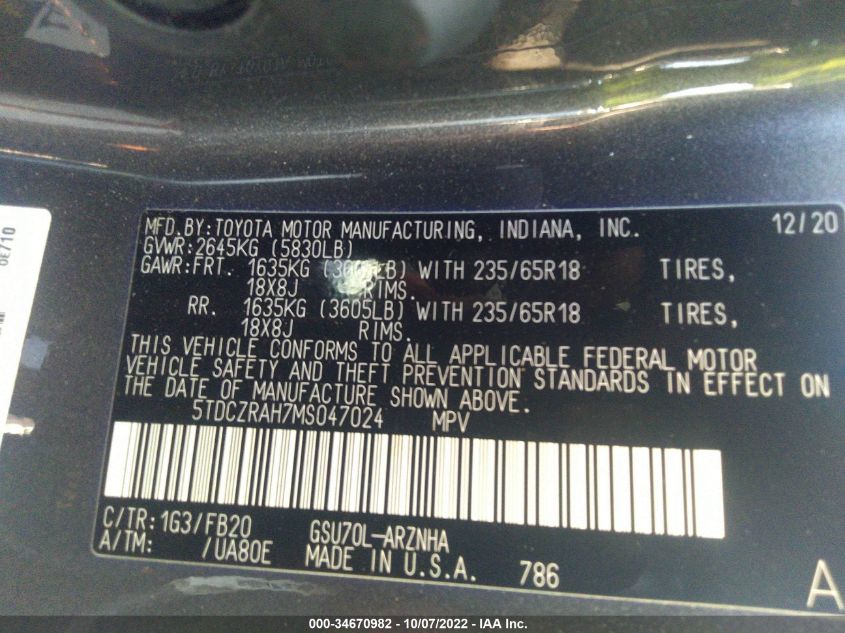 0E710
MFD.BY:TOYOTA MOTOR MANUFACTURING, INDIANA, INC. 12/20
GVWR:2645KG (5830LB)
GAWR:FRT. 1635KG (3605LB) WITH 235/65R18 TIRES,
18X8J RIMS.
RR. 1635KG (3605LB) WITH 235/65R18 TIRES,
18X8J RIMS.
THIS VEHICLE CONFORMS TO ALL APPLICABLE FEDERAL MOTOR
VEHICLE SAFETY AND THEFT PREVENTION STANDARDS IN EFFECT ON
THE DATE OF MANUFACTURE SHOWN ABOVE.
5TDCZRAH7MS047024 MPV
C/TR: 1G3/FB20 GSU70L-ARZNHA
A/TM: /UA80E MADE IN U.S.A. 786
A
000-34670982 - 10/07/2022 - IAA Inc.